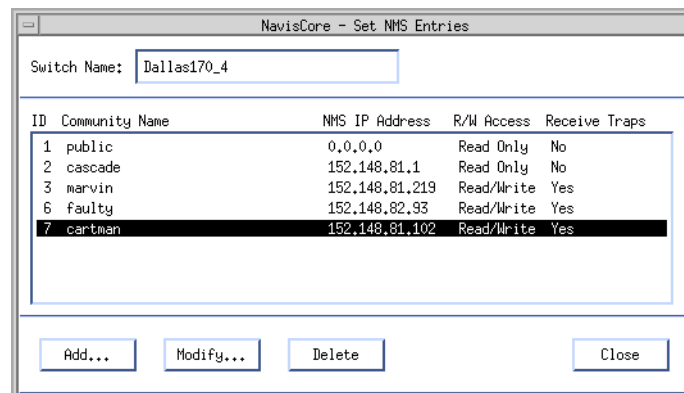 NavisCore - Set NMS Entries
Switch Name: Dallas170_4
ID Community Name NMS IP Address R/W Access Receive Traps
1 public 0.0.0.0 Read Only No
2 cascade 152.148.81.1 Read Only No
3 marvin 152.148.81.219 Read/Write Yes
6 faulty 152.148.82.93 Read/Write Yes
7 cartman 152.148.81.102 Read/Write Yes
Add... Modify... Delete Close